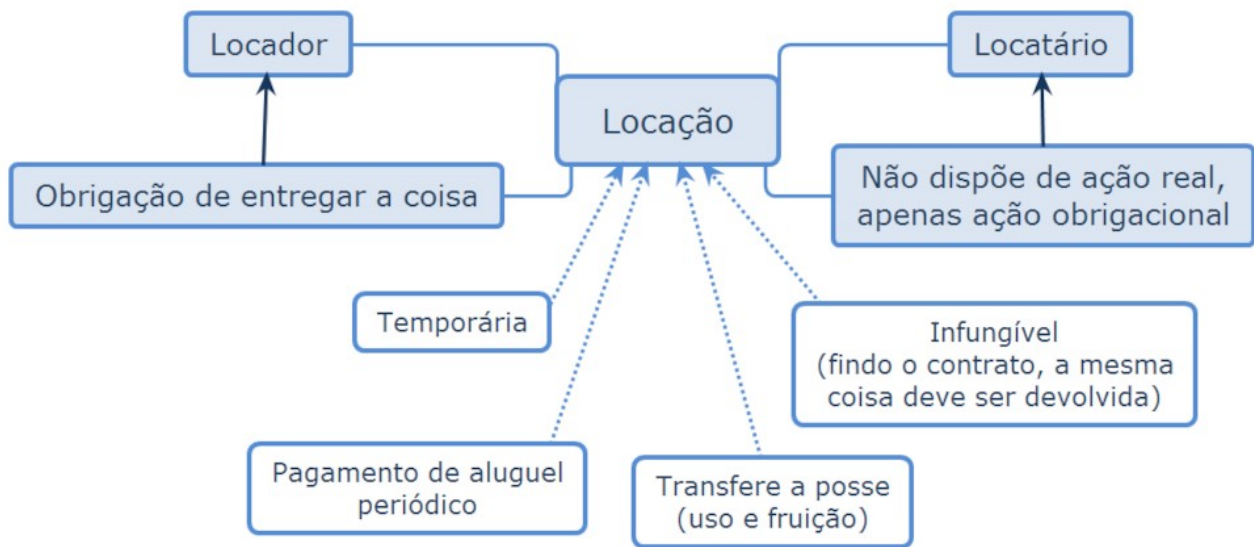 Locador
Locatário
Locação
Obrigação de entregar a coisa
Não dispõe de ação real,
apenas ação obrigacional
Temporária
Infungível
(findo o contrato, a mesma
coisa deve ser devolvida)
Pagamento de aluguel
periódico
Transfere a posse
(uso e fruição)